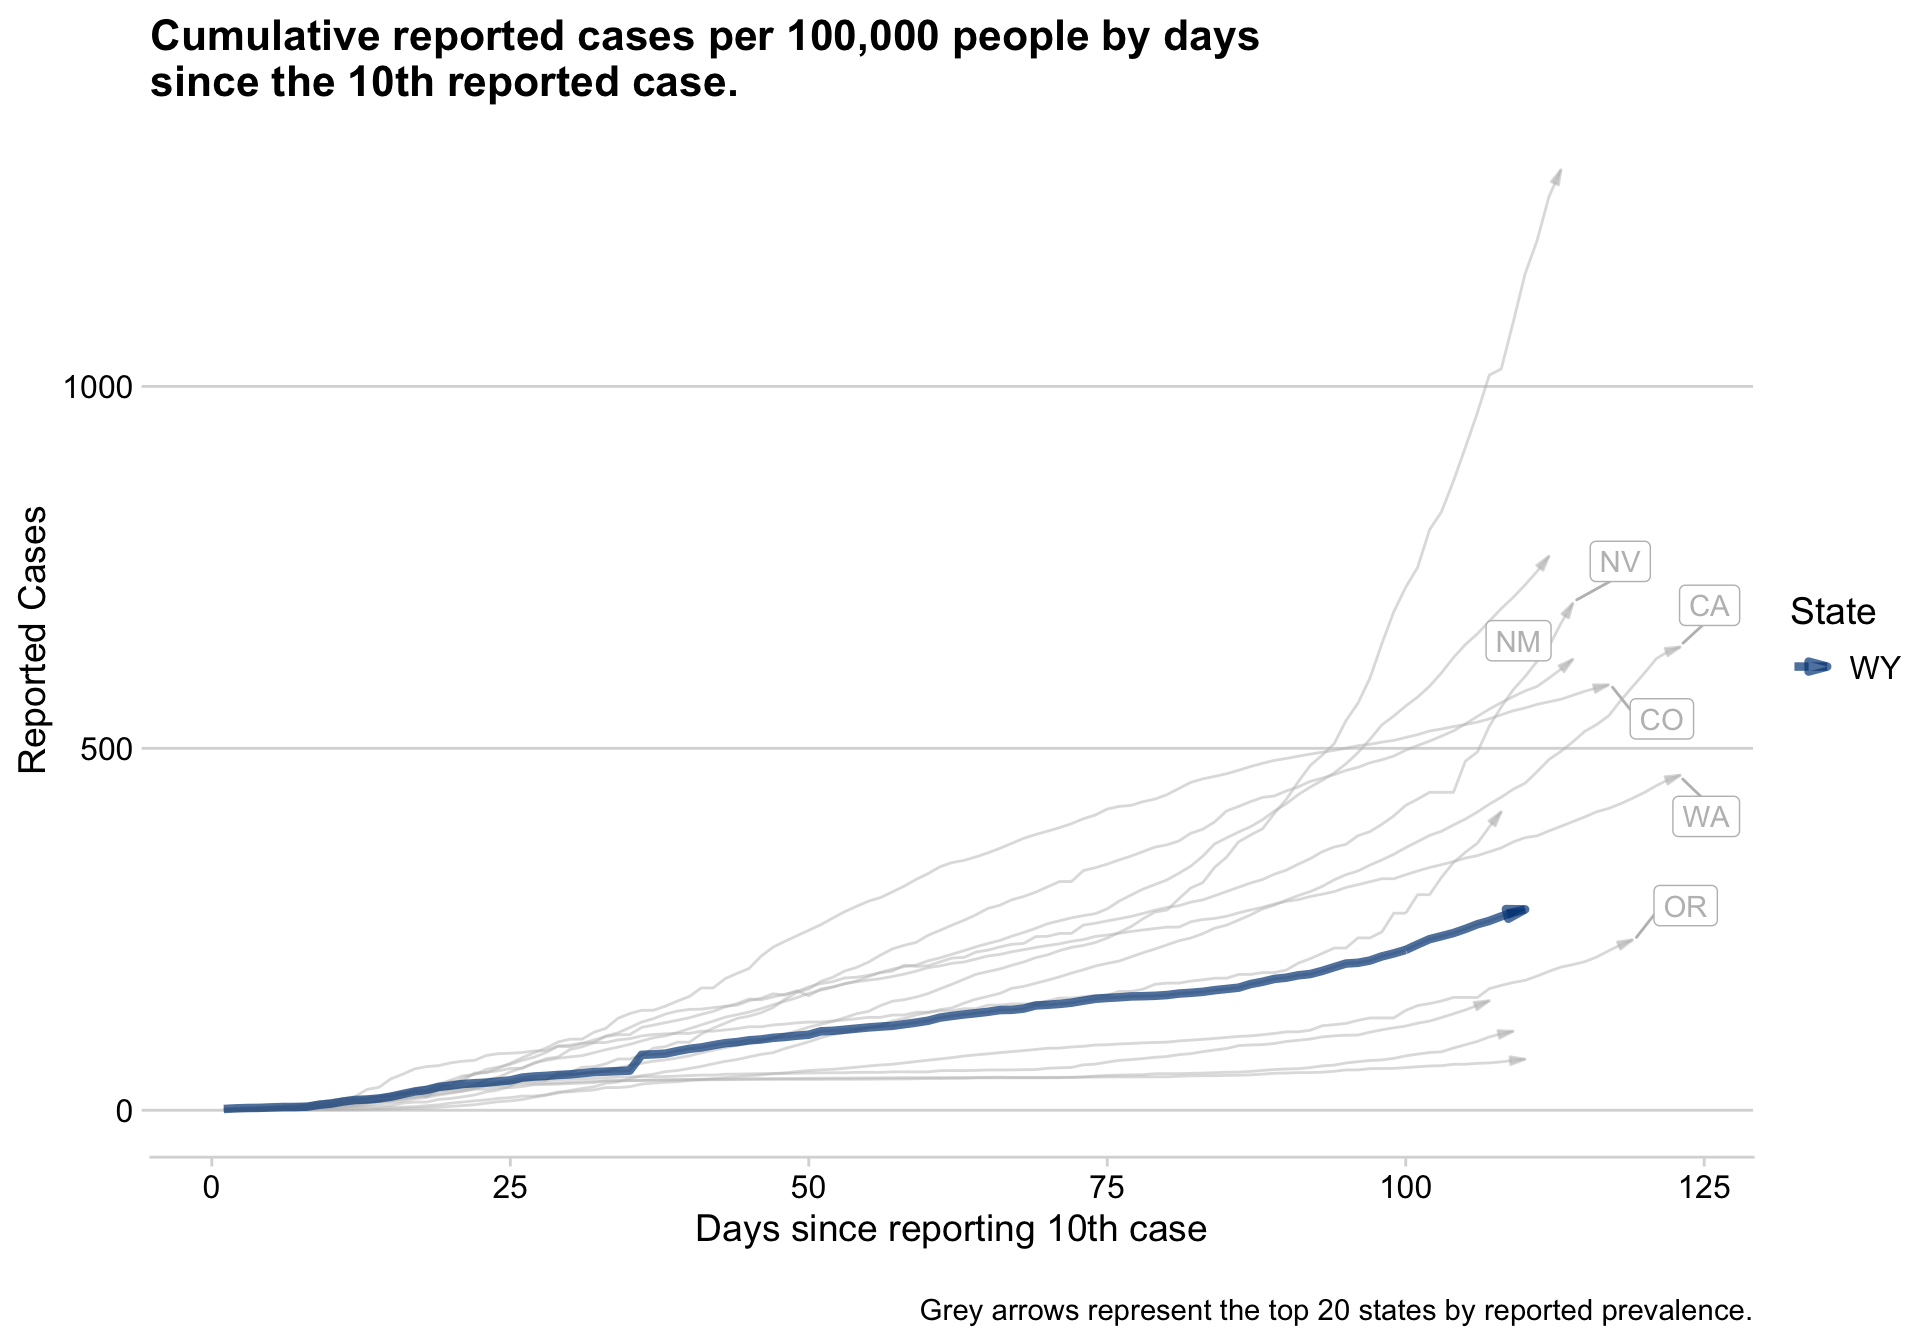 Cumulative reported cases per 100,000 people by days
since the 10th reported case.
Reported Cases
1000
500
0
NV
CA
NM
CO
WA
OR
State
WY
0 25 50 75 100 125
Days since reporting 10th case
Grey arrows represent the top 20 states by reported prevalence.